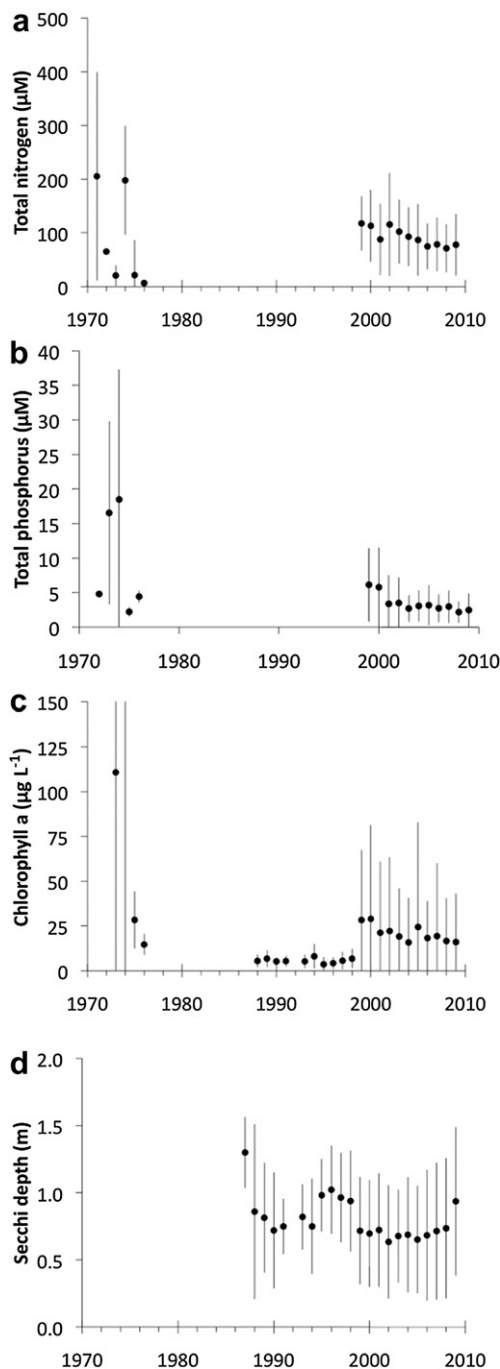 a
Total nitrogen (µM)
500
400
300
200
100
0
1970 1980 1990 2000 2010
b
Total phosphorus (µM)
40
35
30
25
20
15
10
5
0
1970 1980 1990 2000 2010
c
Chlorophyll a (µg L⁻¹)
150
125
100
75
50
25
0
1970 1980 1990 2000 2010
d
Secchi depth (m)
2.0
1.5
1.0
0.5
0.0
1970 1980 1990 2000 2010